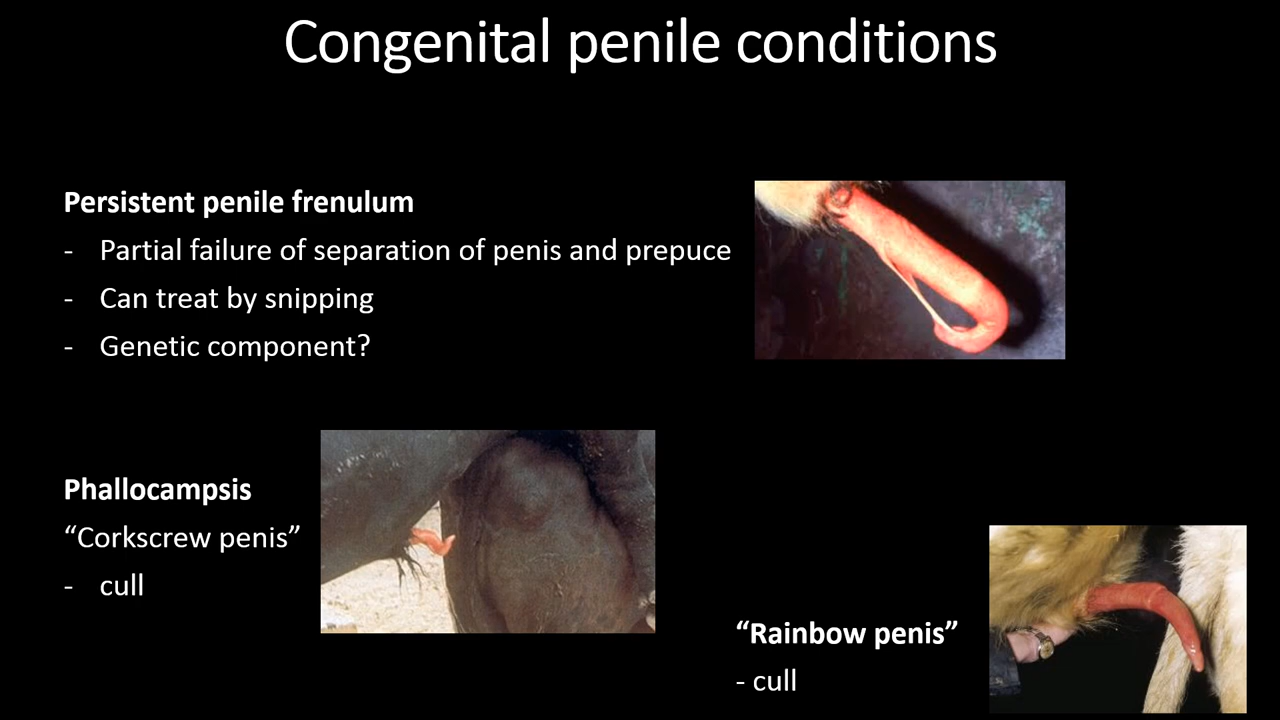 Congenital penile conditions
Persistent penile frenulum
- Partial failure of separation of penis and prepuce
- Can treat by snipping
- Genetic component?
Phallocampsis
“Corkscrew penis”
- cull
“Rainbow penis”
- cull